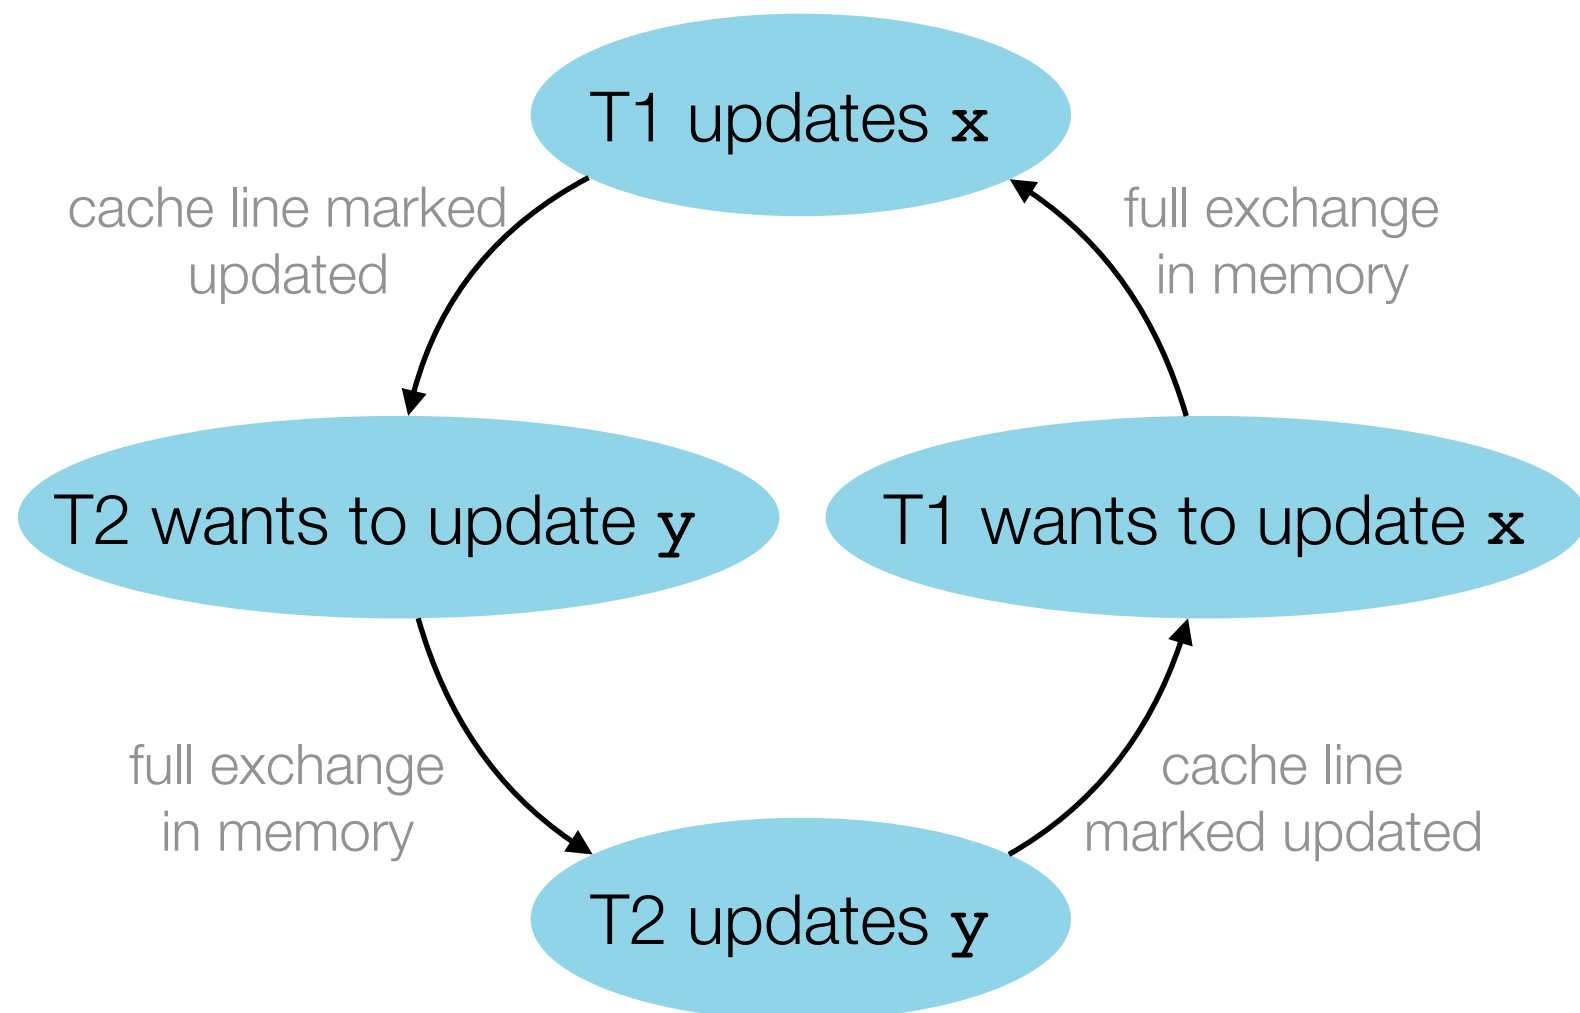 T1 updates x
cache line marked
updated
full exchange
in memory
T2 wants to update y
T1 wants to update x
full exchange
in memory
cache line
marked updated
T2 updates y